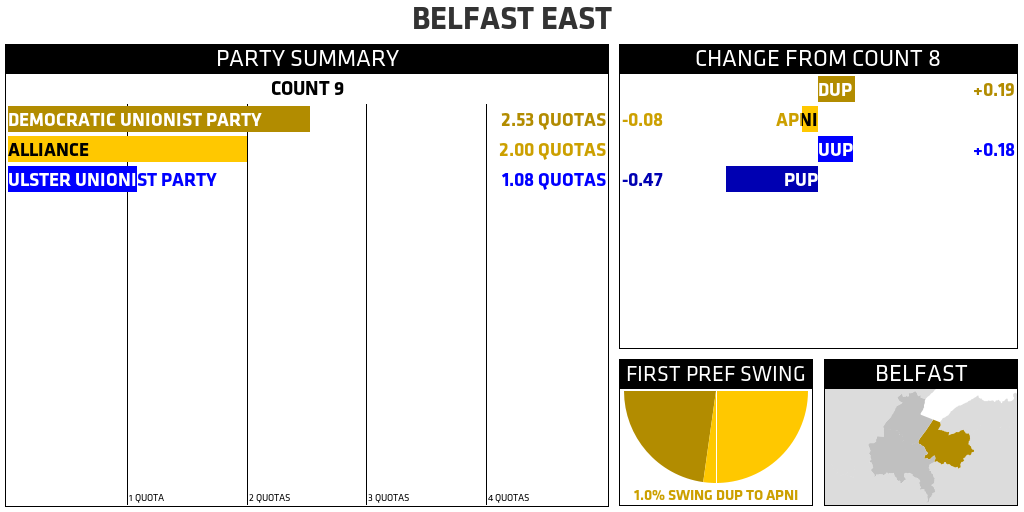 BELFAST EAST
PARTY SUMMARY
COUNT 9
DEMOCRATIC UNIONIST PARTY 2.53 QUOTAS
ALLIANCE 2.00 QUOTAS
ULSTER UNIONIST PARTY 1.08 QUOTAS
1 QUOTA 2 QUOTAS 3 QUOTAS 4 QUOTAS
CHANGE FROM COUNT 8
DUP +0.19
-0.08 APNI
UUP +0.18
-0.47 PUP
FIRST PREF SWING
1.0% SWING DUP TO APNI
BELFAST